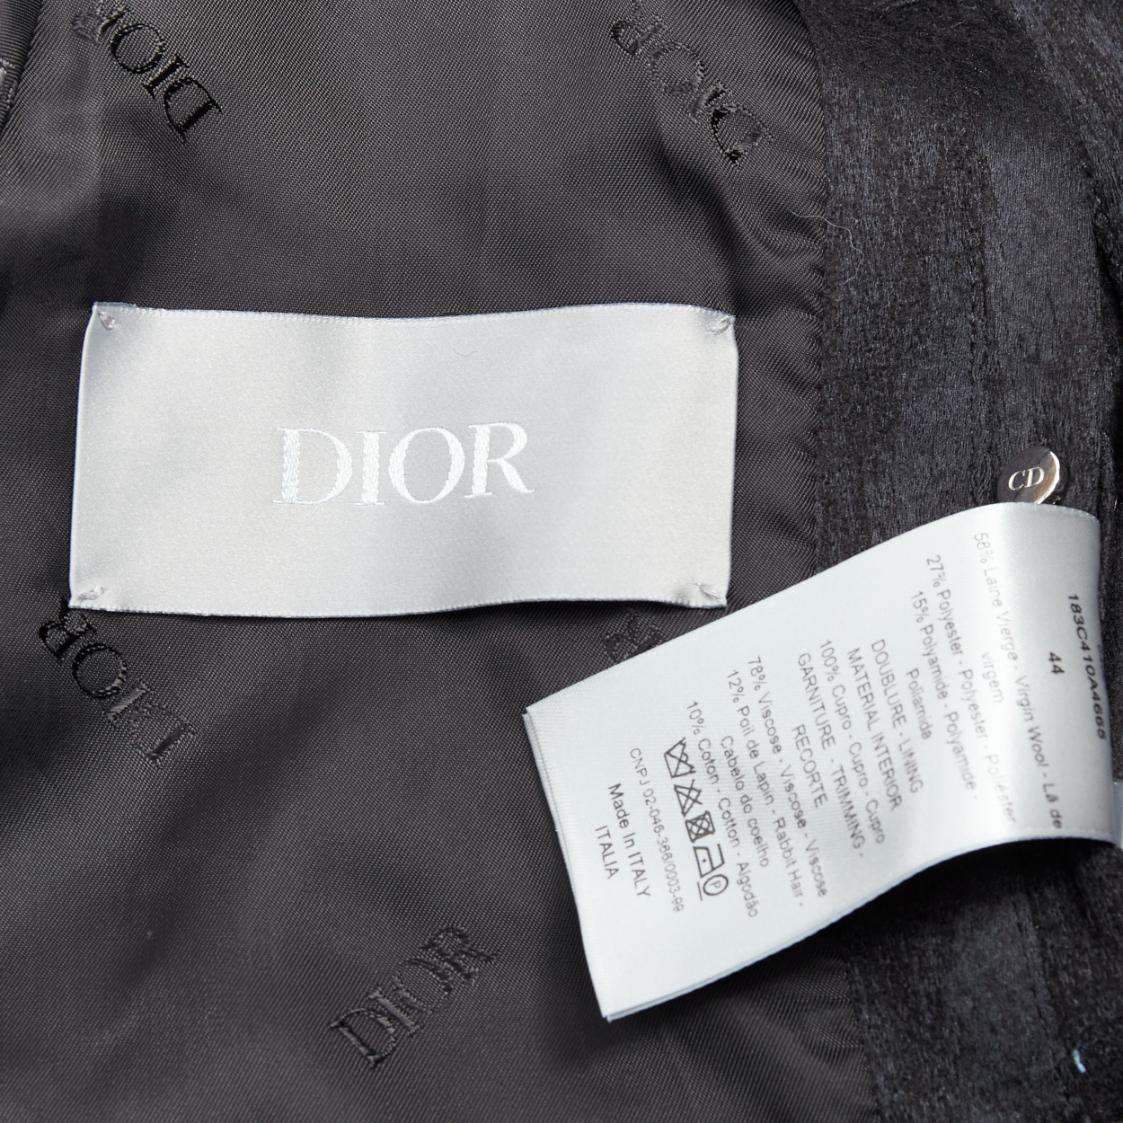 DIOR
DIOR
DIOR
CD
183C410A4665
44
58% Laine Vierge - Virgin Wool - Lã de
virgem
27% Polyester - Polyester - Poliéster
15% Polyamide - Polyamide -
Poliamida
DOUBLURE - LINING
MATERIAL INTERIOR
100% Cupro - Cupro - Cupro
GARNITURE - TRIMMING -
RECORTE
78% Viscose - Viscose - Viscose
12% Poil de Lapin - Rabbit Hair -
Cabelo do coelho
10% Coton - Cotton - Algodão
P
CNPJ 02-046-366/0003-99
Made In ITALY
ITALIA
DIOR
DIOR